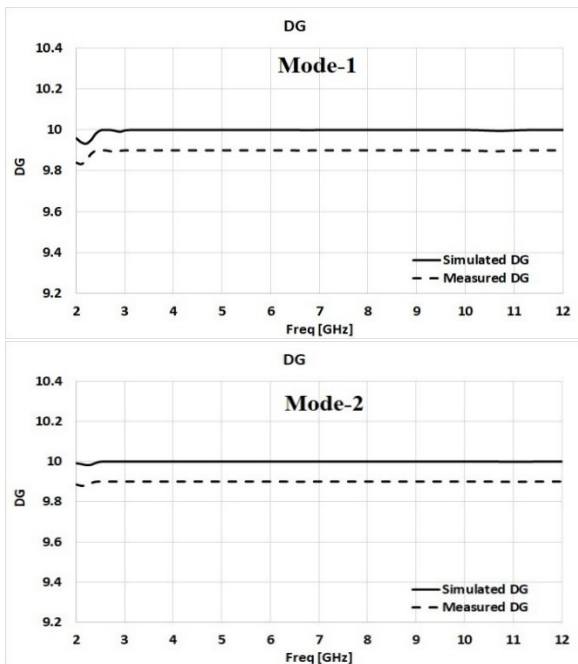 DG
10.4
Mode-1
10.2
10
9.8
DG
9.6
9.4
Simulated DG
Measured DG
9.2
2 3 4 5 6 7 8 9 10 11 12
Freq [GHz]
DG
10.4
Mode-2
10.2
10
9.8
DG
9.6
9.4
Simulated DG
Measured DG
9.2
2 3 4 5 6 7 8 9 10 11 12
Freq [GHz]